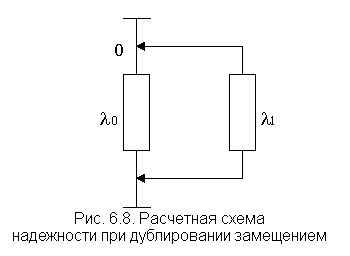 0
λ0
λ1
Рис. 6.8. Расчетная схема
надежности при дублировании замещением